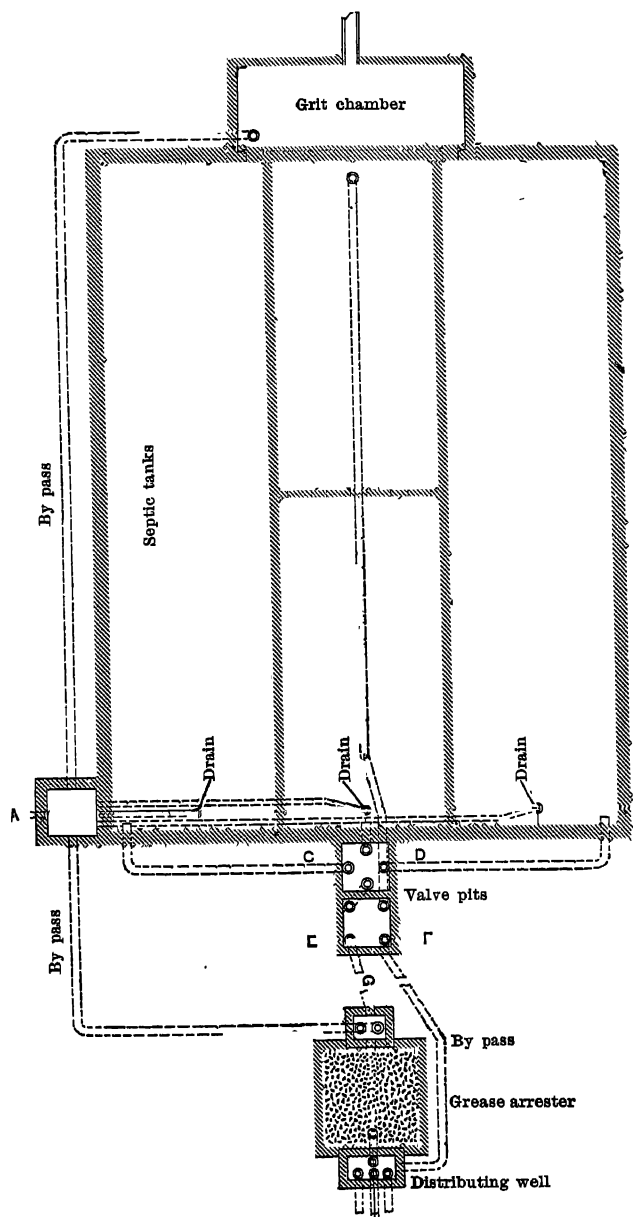 Grit chamber
By pass
Septic tanks
Drain
Drain
Drain
A
C
D
Valve pits
By pass
E
F
G
By pass
Grease arrester
Distributing well